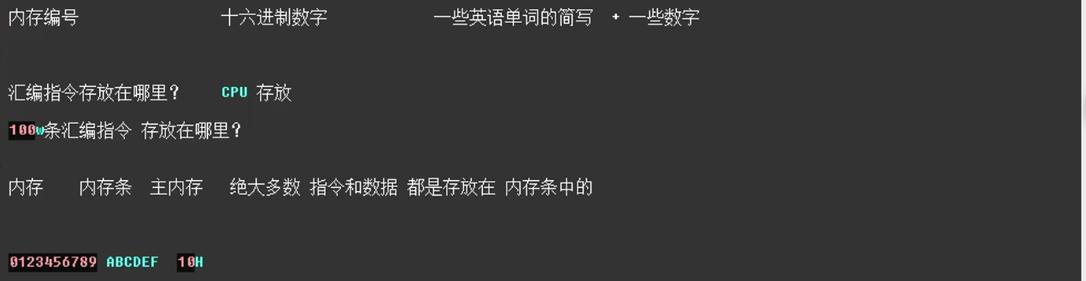 内存编号 十六进制数字 一些英语单词的简写 + 一些数字
汇编指令存放在哪里? CPU 存放
100w条汇编指令 存放在哪里?
内存 内存条 主内存 绝大多数 指令和数据 都是存放在 内存条中的
0123456789 ABCDEF 10H